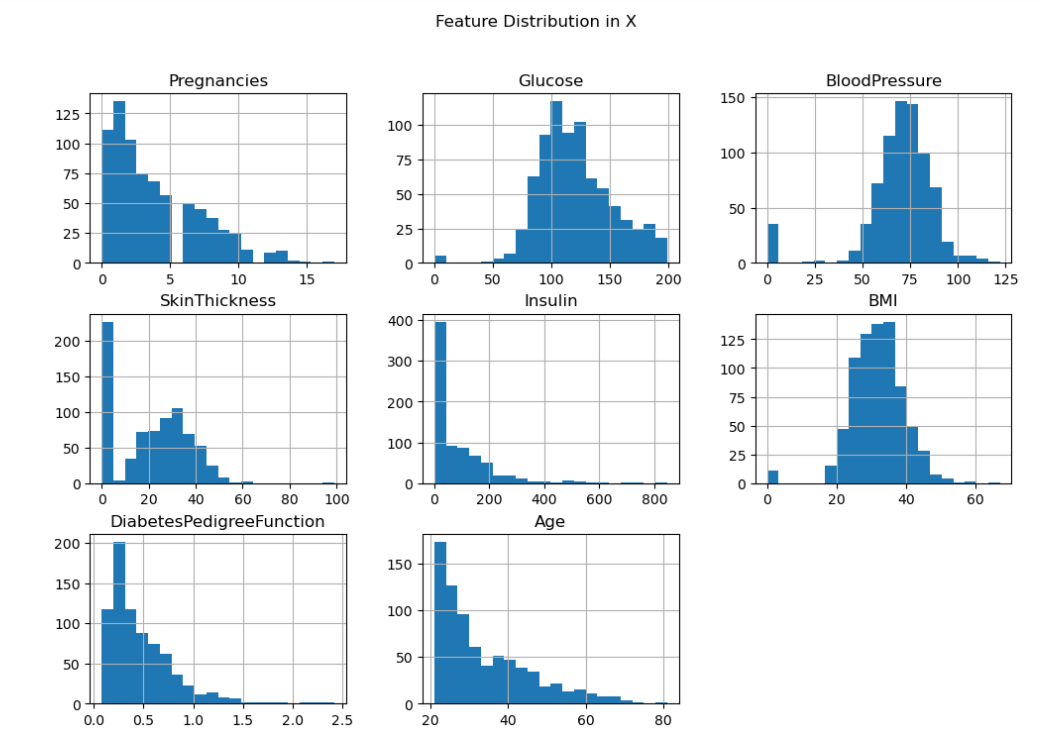 Feature Distribution in X
Pregnancies
125
100
75
50
25
0
0 5 10 15
Glucose
100
75
50
25
0
0 50 100 150 200
BloodPressure
150
100
50
0
0 25 50 75 100 125
SkinThickness
200
150
100
50
0
0 20 40 60 80 100
Insulin
400
300
200
100
0
0 200 400 600 800
BMI
125
100
75
50
25
0
0 20 40 60
DiabetesPedigreeFunction
200
150
100
50
0
0.0 0.5 1.0 1.5 2.0 2.5
Age
150
100
50
0
20 40 60 80